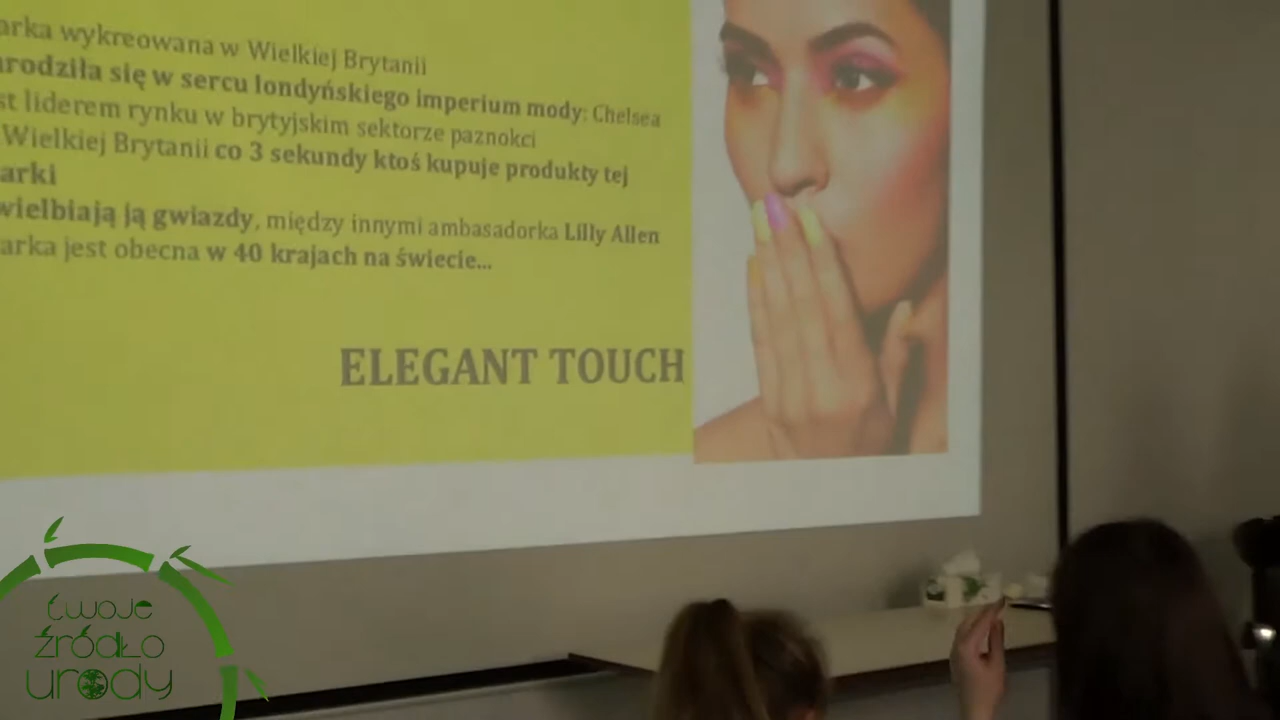 arka wykreowana w Wielkiej Brytanii
arodziła się w sercu londyńskiego imperium mody: Chelsea
st liderem rynku w brytyjskim sektorze paznokci
Wielkiej Brytanii co 3 sekundy ktoś kupuje produkty tej
arki
wielbiają ją gwiazdy, między innymi ambasadorka Lilly Allen
arka jest obecna w 40 krajach na świecie...
ELEGANT TOUCH
twoje
źródło
urody